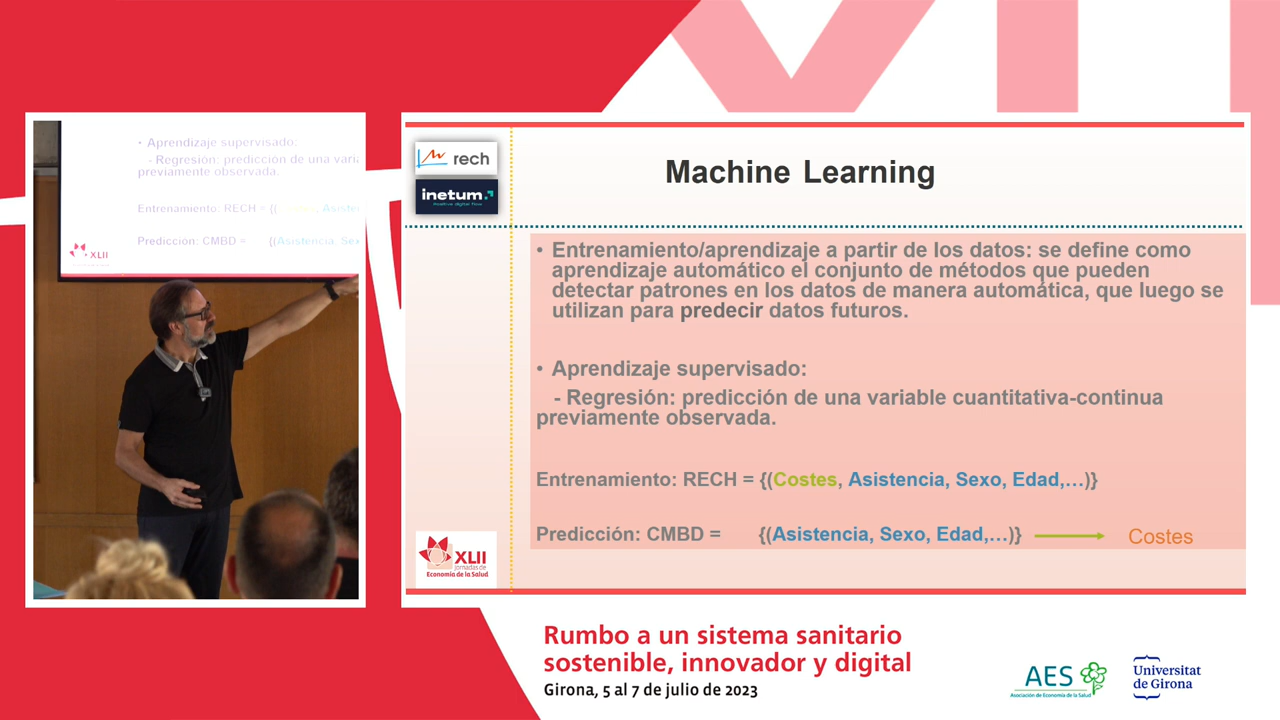 • Aprendizaje supervisado:
- Regresión: predicción de una varia
previamente observada.
Entrenamiento: RECH = {( Costes, Asisten
Predicción: CMBD = {(Asistencia, Sex
XLII
rech
inetum.
Positive digital flow
Machine Learning
• Entrenamiento/aprendizaje a partir de los datos: se define como
aprendizaje automático el conjunto de métodos que pueden
detectar patrones en los datos de manera automática, que luego se
utilizan para predecir datos futuros.
• Aprendizaje supervisado:
- Regresión: predicción de una variable cuantitativa-continua
previamente observada.
Entrenamiento: RECH = {(Costes, Asistencia, Sexo, Edad,...)}
Predicción: CMBD = {(Asistencia, Sexo, Edad,...)} Costes
XLII
Jornadas de
Economía de la Salud
Rumbo a un sistema sanitario
sostenible, innovador y digital
Girona, 5 al 7 de julio de 2023
AES
Asociación de Economía de la Salud
Universitat
de Girona